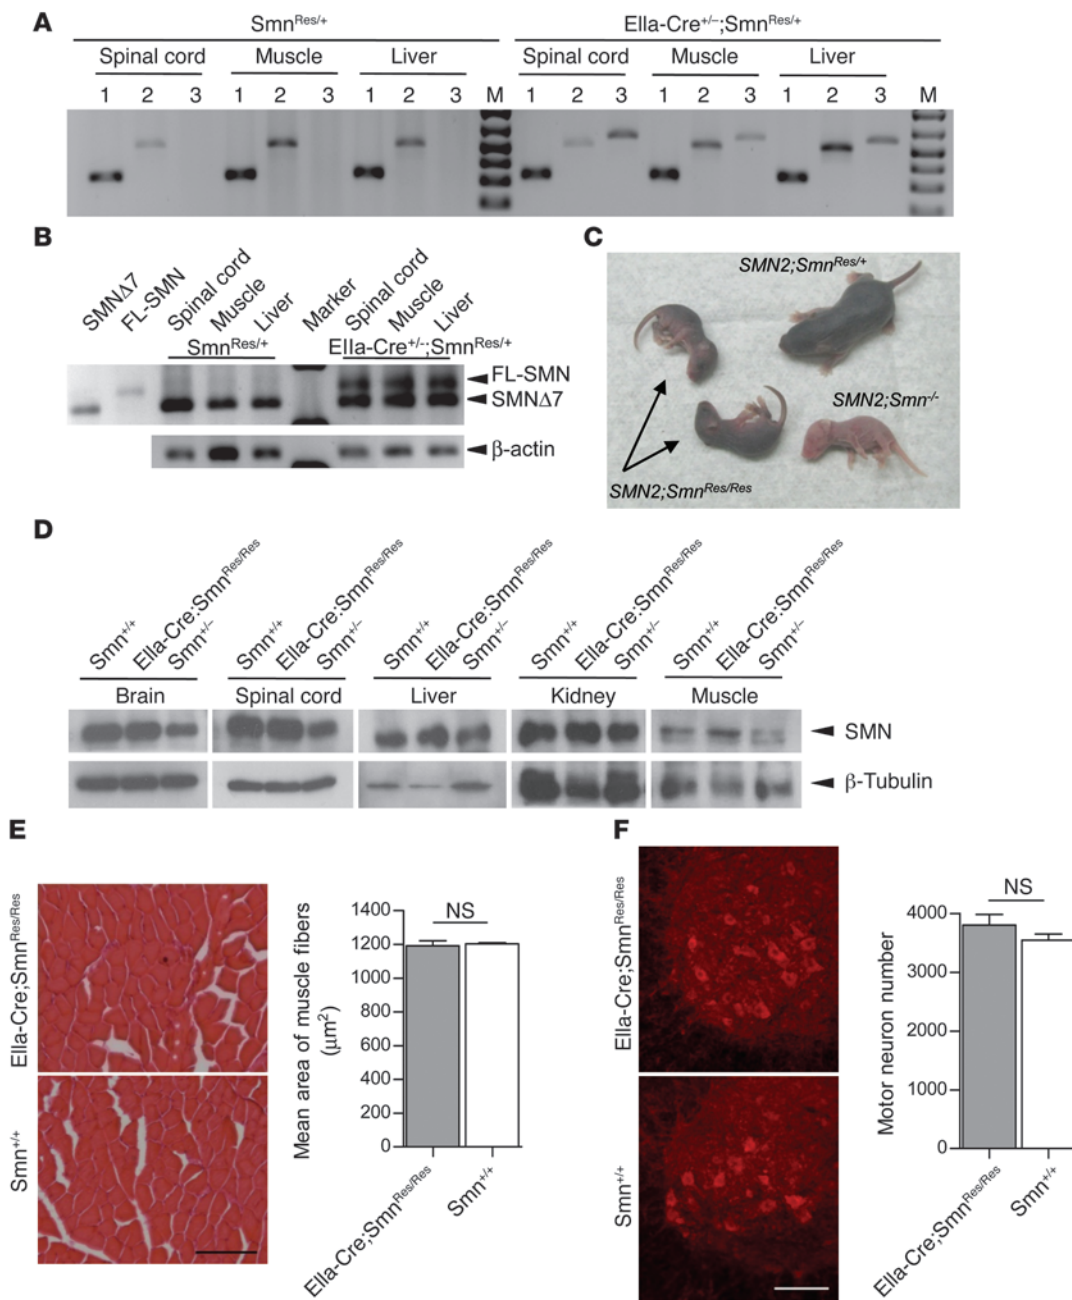 A
Smn^Res/+ EIIa-Cre^+/–;Smn^Res/+
Spinal cord Muscle Liver Spinal cord Muscle Liver
1 2 3 1 2 3 1 2 3 M 1 2 3 1 2 3 1 2 3 M
B
SMNΔ7 FL-SMN Spinal cord Muscle Liver Marker Spinal cord Muscle Liver
Smn^Res/+ EIIa-Cre^+/-;Smn^Res/+
FL-SMN
SMNΔ7
β-actin
C
SMN2;Smn^Res/+
SMN2;Smn^-/-
SMN2;Smn^Res/Res
D
Smn^+/+ EIIa-Cre:Smn^Res/Res Smn^+/– Smn^+/+ EIIa-Cre:Smn^Res/Res Smn^+/– Smn^+/+ EIIa-Cre:Smn^Res/Res Smn^+/– Smn^+/+ EIIa-Cre:Smn^Res/Res Smn^+/– Smn^+/+ EIIa-Cre:Smn^Res/Res Smn^+/–
Brain Spinal cord Liver Kidney Muscle
SMN
β-Tubulin
E
EIIa-Cre;Smn^Res/Res
Smn^+/+
Mean area of muscle fibers
(μm²)
1400
1200
1000
800
600
400
200
0
NS
EIIa-Cre;Smn^Res/Res
Smn^+/+
F
EIIa-Cre;Smn^Res/Res
Smn^+/+
Motor neuron number
4000
3000
2000
1000
0
NS
EIIa-Cre;Smn^Res/Res
Smn^+/+